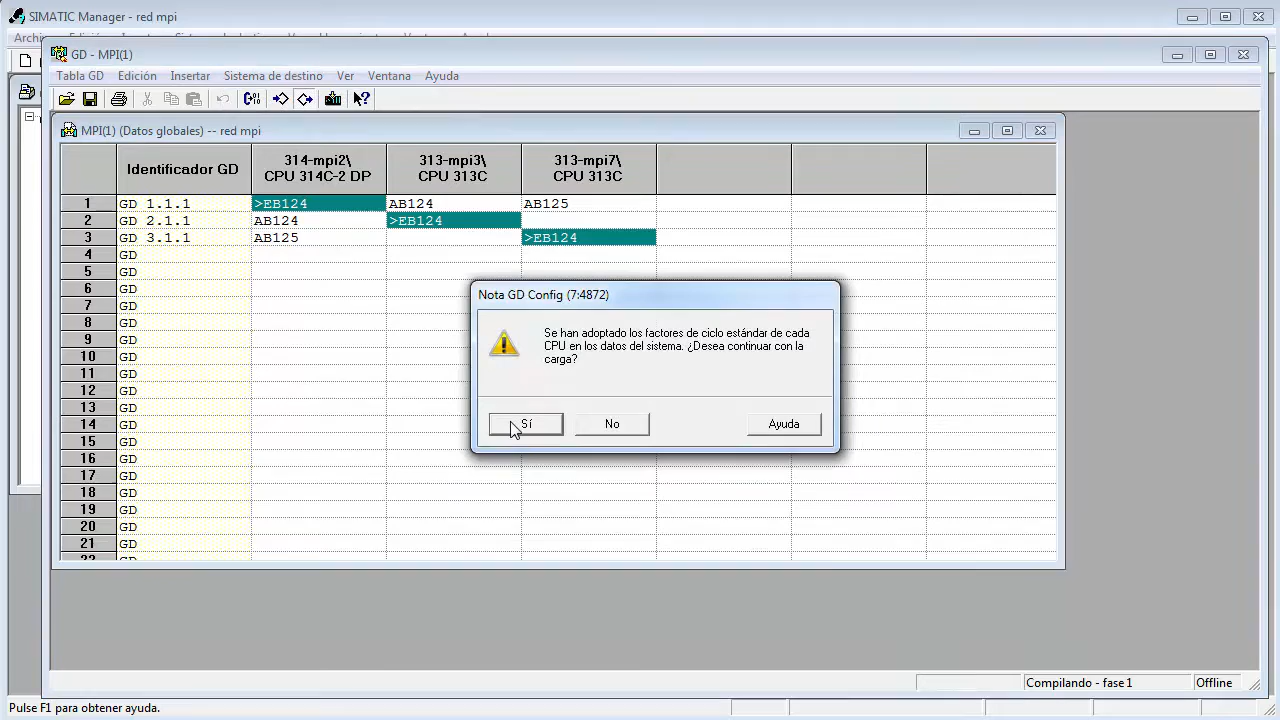 SIMATIC Manager - red mpi
GD - MPI(1)
Tabla GD Edición Insertar Sistema de destino Ver Ventana Ayuda
MPI(1) (Datos globales) -- red mpi
Identificador GD 314-mpi2\ CPU 314C-2 DP 313-mpi3\ CPU 313C 313-mpi7\ CPU 313C
1 GD 1.1.1 >EB124 AB124 AB125
2 GD 2.1.1 AB124 >EB124
3 GD 3.1.1 AB125 >EB124
4 GD
5 GD
6 GD
7 GD
8 GD
9 GD
10 GD
11 GD
12 GD
13 GD
14 GD
15 GD
16 GD
17 GD
18 GD
19 GD
20 GD
21 GD
22 GD
Nota GD Config (7:4872)
Se han adoptado los factores de ciclo estándar de cada
CPU en los datos del sistema. ¿Desea continuar con la
carga?
Sí No Ayuda
Compilando - fase1 Offline
Pulse F1 para obtener ayuda.